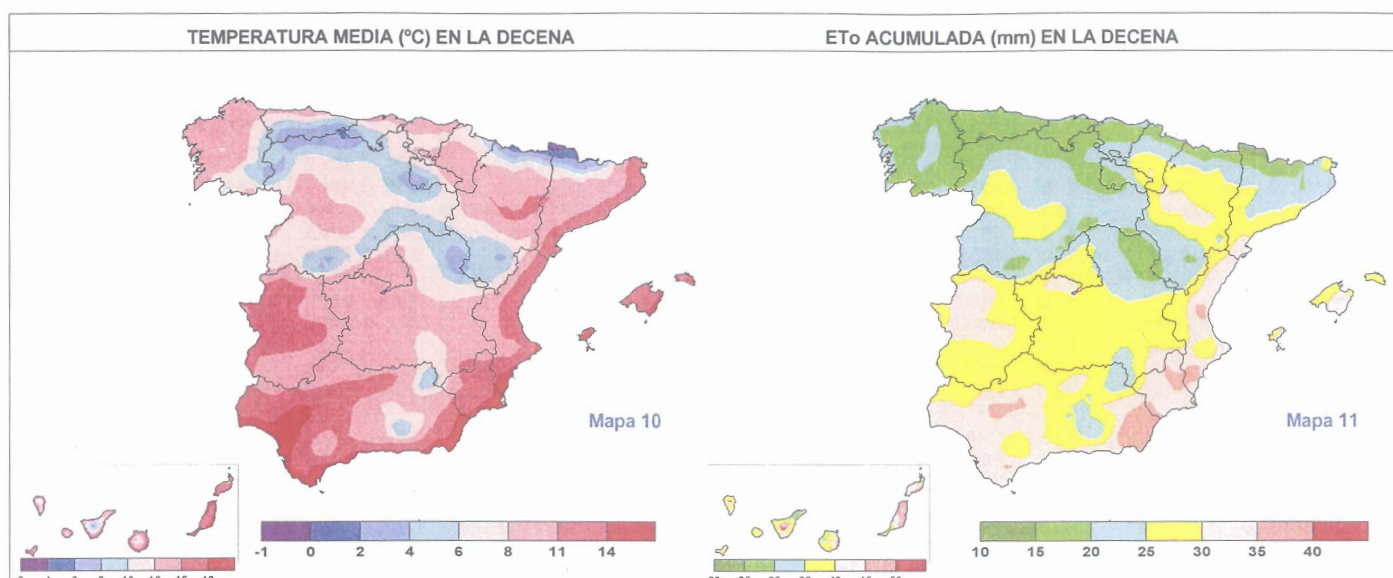 TEMPERATURA MEDIA (ºC) EN LA DECENA
ETo ACUMULADA (mm) EN LA DECENA
Mapa 10
Mapa 11
-1 0 2 4 6 8 11 14
10 15 20 25 30 35 40